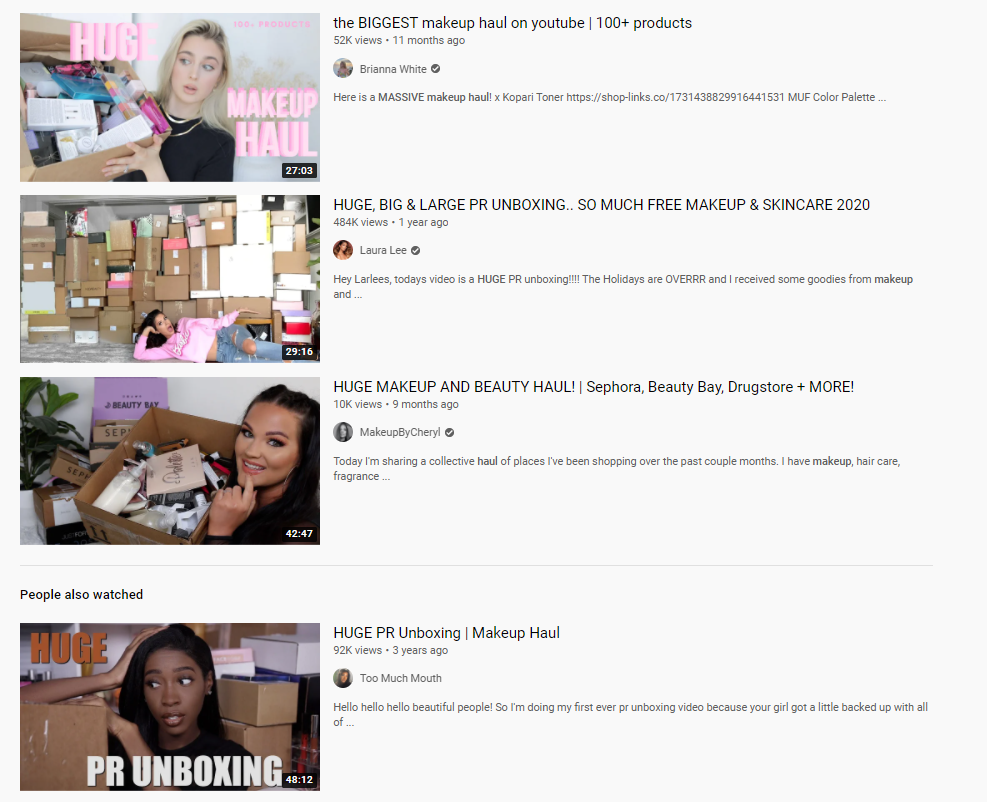 HUGE
100+ PRODUCTS
MAKEUP
HAUL
27:03
the BIGGEST makeup haul on youtube | 100+ products
52K views • 11 months ago
Brianna White
Here is a MASSIVE makeup haul! x Kopari Toner https://shop-links.co/1731438829916441531 MUF Color Palette ...
29:16
HUGE, BIG & LARGE PR UNBOXING.. SO MUCH FREE MAKEUP & SKINCARE 2020
484K views • 1 year ago
Laura Lee
Hey Larlees, todays video is a HUGE PR unboxing!!!! The Holidays are OVERRR and I received some goodies from makeup
and ...
BEAUTY BAY
SEP
SEP
42:47
HUGE MAKEUP AND BEAUTY HAUL! | Sephora, Beauty Bay, Drugstore + MORE!
10K views • 9 months ago
MakeupByCheryl
Today I'm sharing a collective haul of places I've been shopping over the past couple months. I have makeup, hair care,
fragrance ...
People also watched
HUGE
PR UNBOXING
48:12
HUGE PR Unboxing | Makeup Haul
92K views • 3 years ago
Too Much Mouth
Hello hello hello beautiful people! So I'm doing my first ever pr unboxing video because your girl got a little backed up with all
of ...